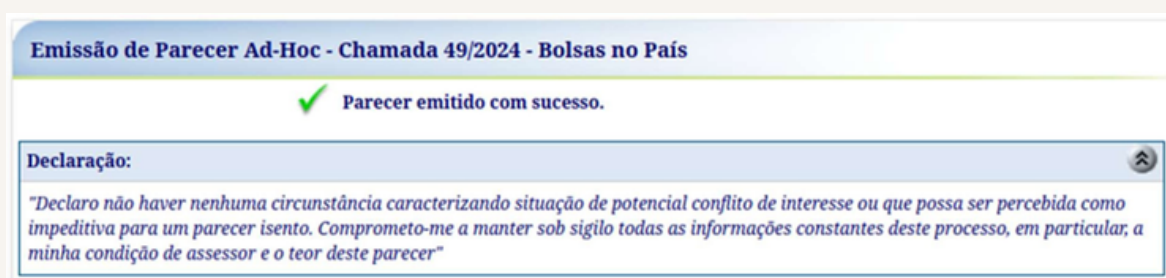 Emissão de Parecer Ad-Hoc - Chamada 49/2024 - Bolsas no País
Parecer emitido com sucesso.
Declaração:
"Declaro não haver nenhuma circunstância caracterizando situação de potencial conflito de interesse ou que possa ser percebida como
impeditiva para um parecer isento. Comprometo-me a manter sob sigilo todas as informações constantes deste processo, em particular, a
minha condição de assessor e o teor deste parecer"